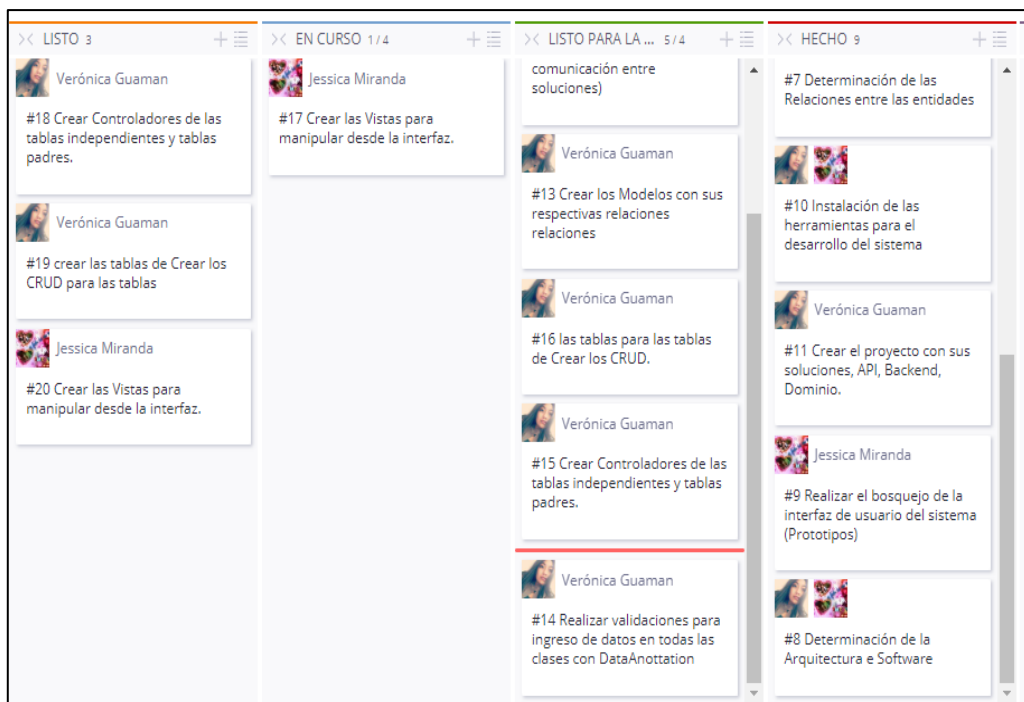 LISTO 3
Verónica Guaman
#18 Crear Controladores de las
tablas independientes y tablas
padres.
Verónica Guaman
#19 crear las tablas de Crear los
CRUD para las tablas
Jessica Miranda
#20 Crear las Vistas para
manipular desde la interfaz.
EN CURSO 1/4
Jessica Miranda
#17 Crear las Vistas para
manipular desde la interfaz.
LISTO PARA LA ... 5/4
comunicación entre
soluciones)
Verónica Guaman
#13 Crear los Modelos con sus
respectivas relaciones
relaciones
Verónica Guaman
#16 las tablas para las tablas
de Crear los CRUD.
Verónica Guaman
#15 Crear Controladores de las
tablas independientes y tablas
padres.
Verónica Guaman
#14 Realizar validaciones para
ingreso de datos en todas las
clases con DataAnottation
HECHO 9
#7 Determinación de las
Relaciones entre las entidades
#10 Instalación de las
herramientas para el
desarrollo del sistema
Verónica Guaman
#11 Crear el proyecto con sus
soluciones, API, Backend,
Dominio.
Jessica Miranda
#9 Realizar el bosquejo de la
interfaz de usuario del sistema
(Prototipos)
#8 Determinación de la
Arquitectura e Software